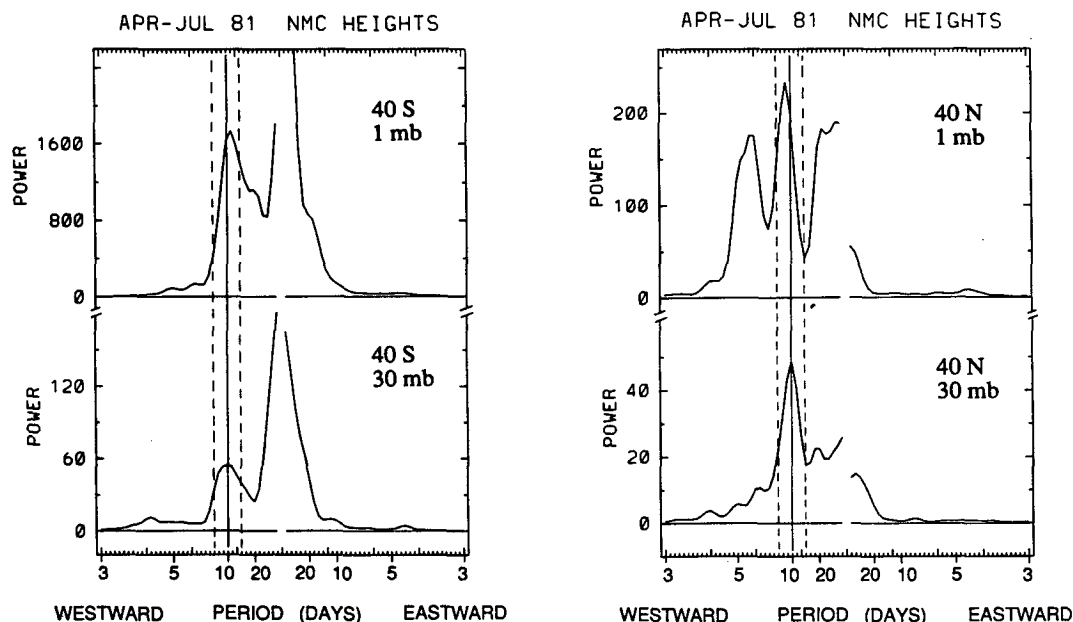 APR-JUL 81 NMC HEIGHTS
40 S
1 mb
POWER
1600
800
0
40 S
30 mb
POWER
120
60
0
3 5 10 20 20 10 5 3
WESTWARD PERIOD (DAYS) EASTWARD
APR-JUL 81 NMC HEIGHTS
40 N
1 mb
POWER
200
100
0
40 N
30 mb
POWER
40
20
0
3 5 10 20 20 10 5 3
WESTWARD PERIOD (DAYS) EASTWARD